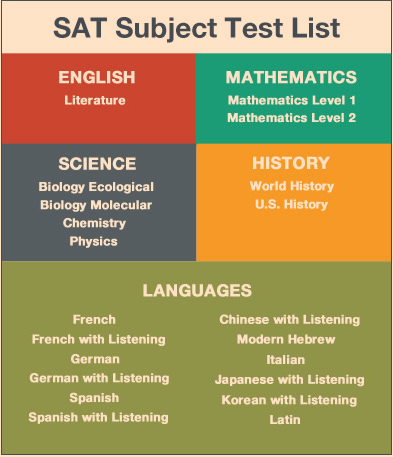 SAT Subject Test List
ENGLISH
Literature
MATHEMATICS
Mathematics Level 1
Mathematics Level 2
SCIENCE
Biology Ecological
Biology Molecular
Chemistry
Physics
HISTORY
World History
U.S. History
LANGUAGES
French
French with Listening
German
German with Listening
Spanish
Spanish with Listening
Chinese with Listening
Modern Hebrew
Italian
Japanese with Listening
Korean with Listening
Latin